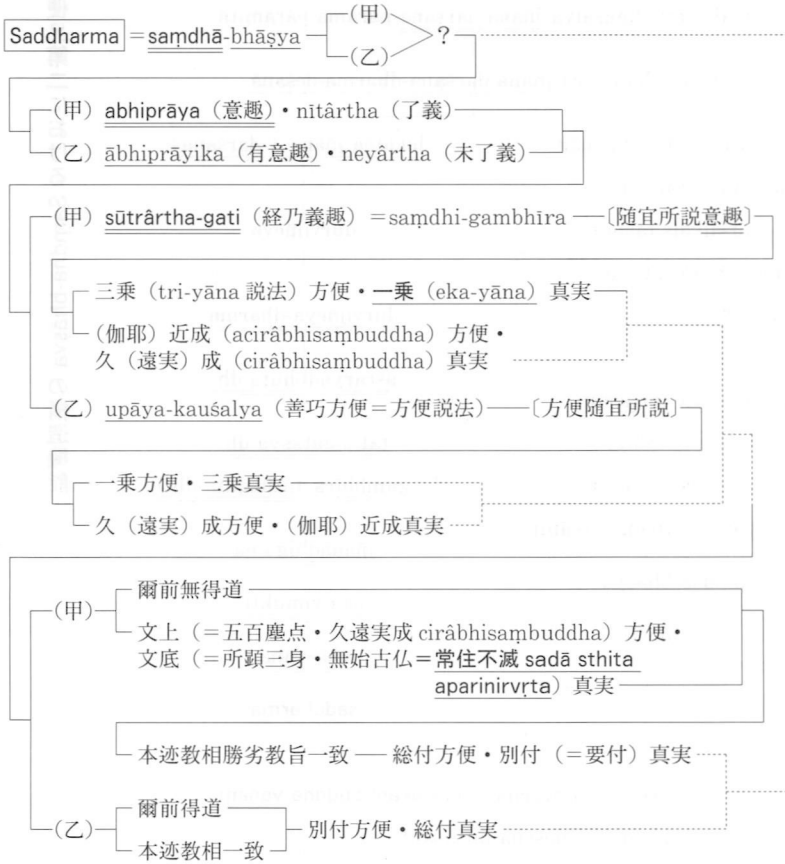 Saddharma = saṃdhā-bhāṣya (甲) (乙) ?
(甲) abhiprāya（意趣）・nītârtha（了義）
(乙) ābhiprāyika（有意趣）・neyârtha（未了義）
(甲) sūtrârtha-gati（経乃義趣）=saṃdhi-gambhīra ―〔随宜所説意趣〕
三乗（tri-yāna 説法）方便・一乗（eka-yāna）真実
（伽耶）近成（acirâbhisaṃbuddha）方便・
久（遠実）成（cirâbhisaṃbuddha）真実
(乙) upāya-kauśalya（善巧方便＝方便説法）―〔方便随宜所説〕
一乗方便・三乗真実
久（遠実）成方便・（伽耶）近成真実
(甲) 爾前無得道
文上（＝五百塵点・久遠実成 cirâbhisaṃbuddha）方便・
文底（＝所顕三身・無始古仏＝常住不滅 sadā sthita
aparinirvṛta）真実
本迹教相勝劣教旨一致 ― 総付方便・別付（＝要付）真実
(乙) 爾前得道
本迹教相一致
別付方便・総付真実